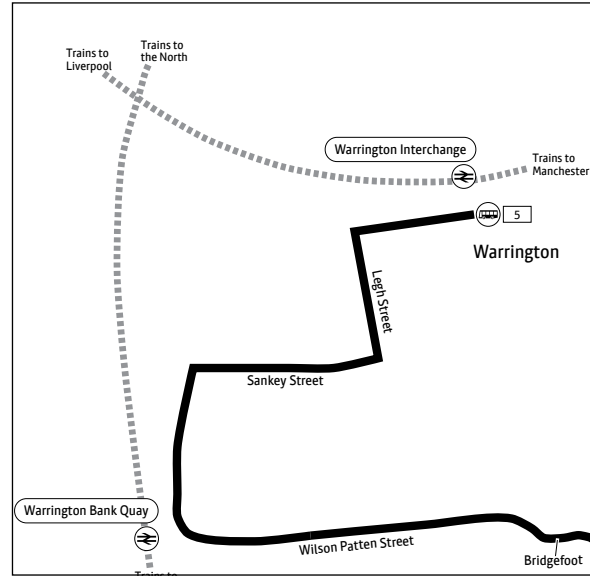 Trains to
Liverpool
Trains to
the North
Warrington Interchange
Trains to
Manchester
5
Warrington
Legh Street
Sankey Street
Warrington Bank Quay
Wilson Patten Street
Bridgefoot
Trains to